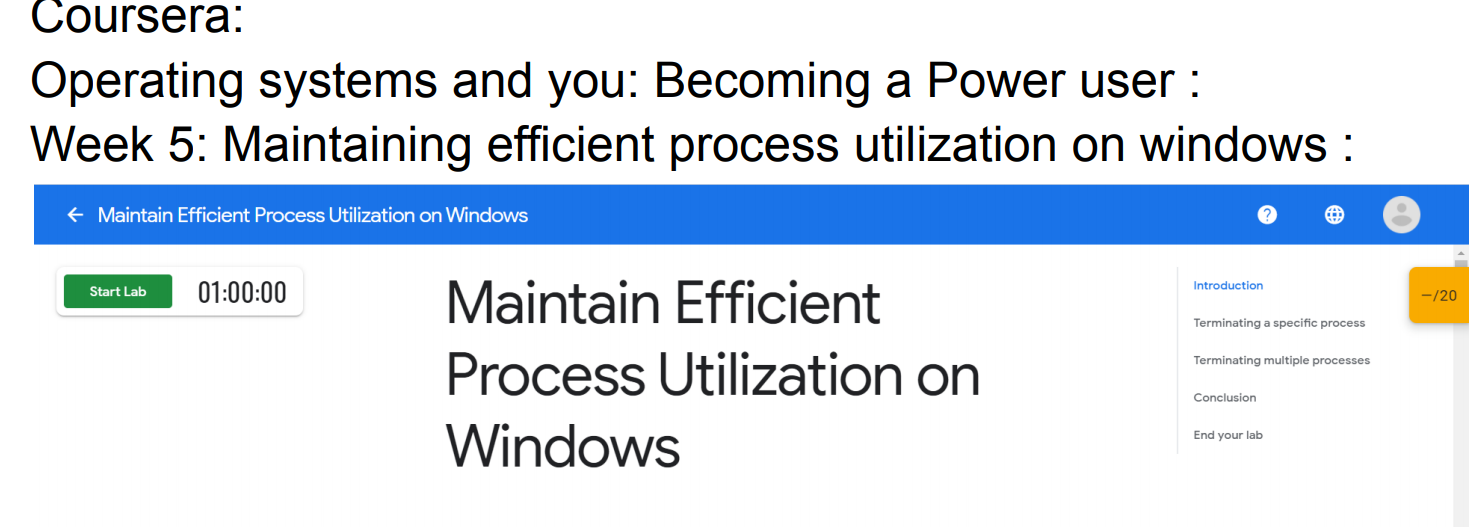 Coursera:
Operating systems and you: Becoming a Power user :
Week 5: Maintaining efficient process utilization on windows :
← Maintain Efficient Process Utilization on Windows
?
Start Lab 01:00:00
Maintain Efficient
Process Utilization on
Windows
Introduction
Terminating a specific process
Terminating multiple processes
Conclusion
End your lab
–/20